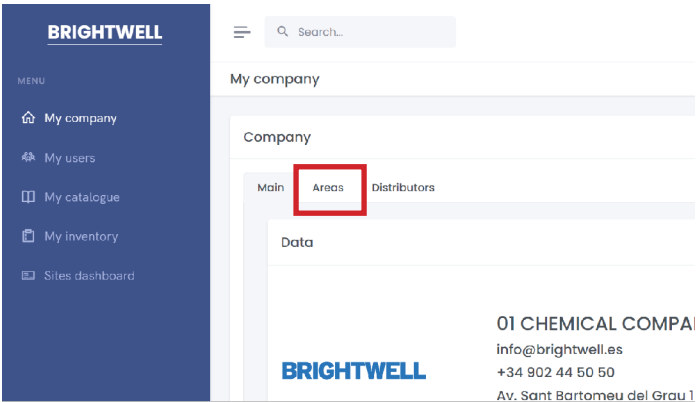 BRIGHTWELL
Search...
MENU
My company
My company
My users
My catalogue
My inventory
Sites dashboard
Company
Main Areas Distributors
Data
BRIGHTWELL
01 CHEMICAL COMPA
info@brightwell.es
+34 902 44 50 50
Av. Sant Bartomeu del Grau 1